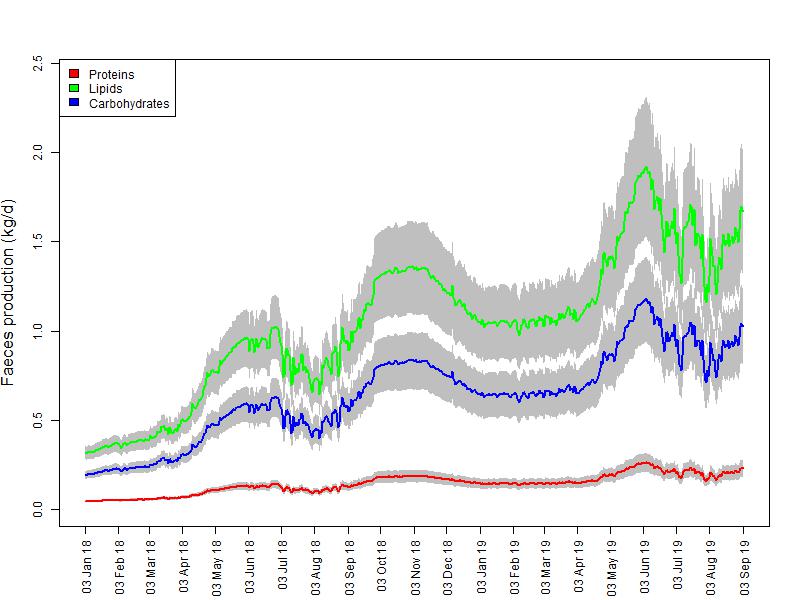 Proteins
Lipids
Carbohydrates
Faeces production (kg/d)
2.5
2.0
1.5
1.0
0.5
0.0
03 Jan 18
03 Feb 18
03 Mar 18
03 Apr 18
03 May 18
03 Jun 18
03 Jul 18
03 Aug 18
03 Sep 18
03 Oct 18
03 Nov 18
03 Dec 18
03 Jan 19
03 Feb 19
03 Mar 19
03 Apr 19
03 May 19
03 Jun 19
03 Jul 19
03 Aug 19
03 Sep 19